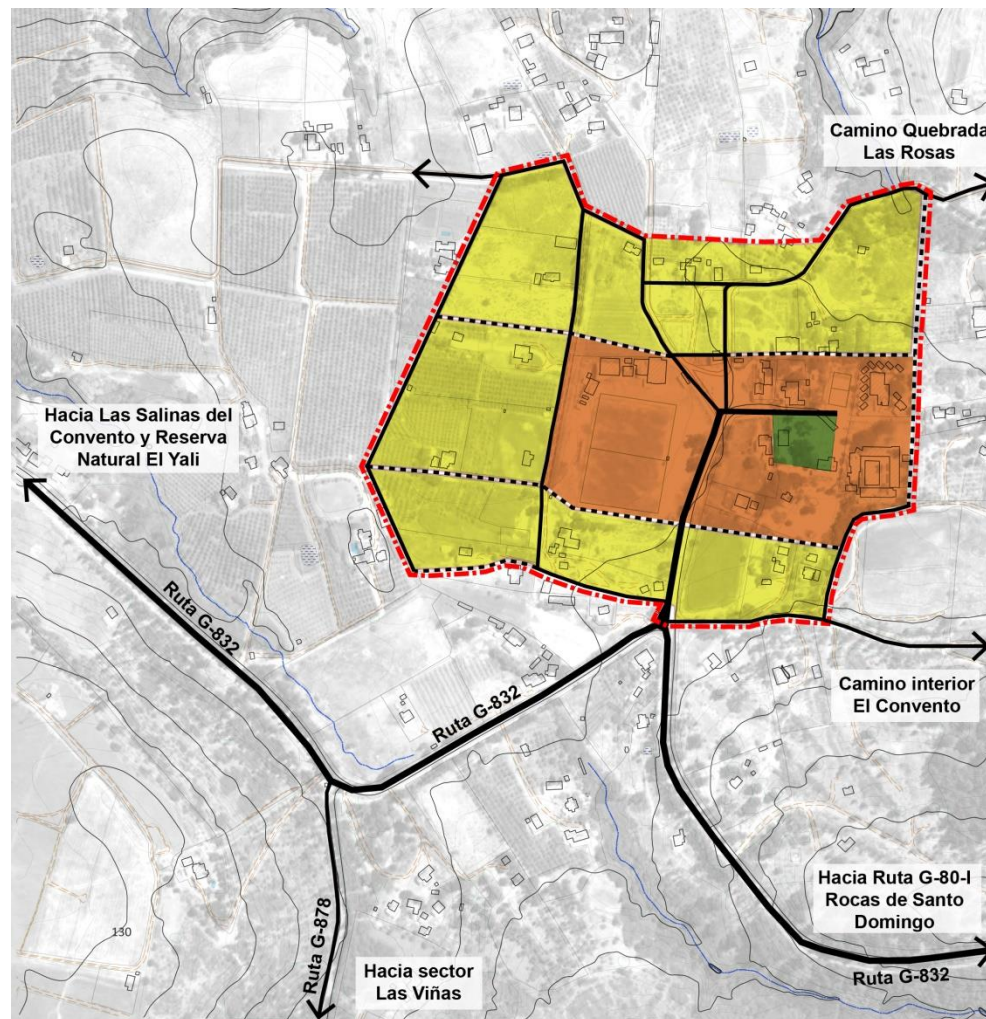 Camino Quebrada
Las Rosas
Hacia Las Salinas del
Convento y Reserva
Natural El Yali
Ruta G-832
Ruta G-832
Camino interior
El Convento
Hacia Ruta G-80-I
Rocas de Santo
Domingo
Ruta G-832
Ruta G-878
130
Hacia sector
Las Viñas